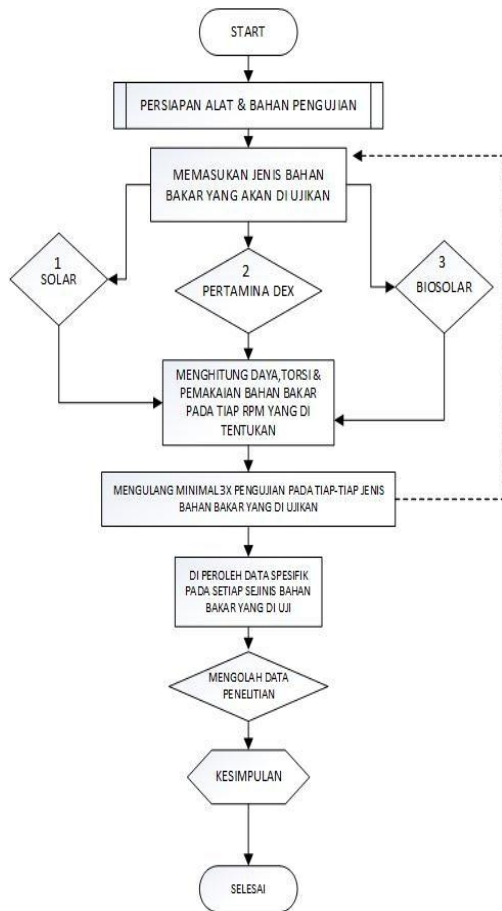 START
PERSIAPAN ALAT & BAHAN PENGUJIAN
MEMASUKAN JENIS BAHAN
BAKAR YANG AKAN DI UJIKAN
1
SOLAR
2
PERTAMINA DEX
3
BIOSOLAR
MENGHITUNG DAYA,TORSI &
PEMAKAIAN BAHAN BAKAR
PADA TIAP RPM YANG DI
TENTUKAN
MENGULANG MINIMAL 3X PENGUJIAN PADA TIAP-TIAP JENIS
BAHAN BAKAR YANG DI UJIKAN
DI PEROLEH DATA SPESIFIK
PADA SETIAP SEJINIS BAHAN
BAKAR YANG DI UJI
MENGOLAH DATA
PENELITIAN
KESIMPULAN
SELESAI